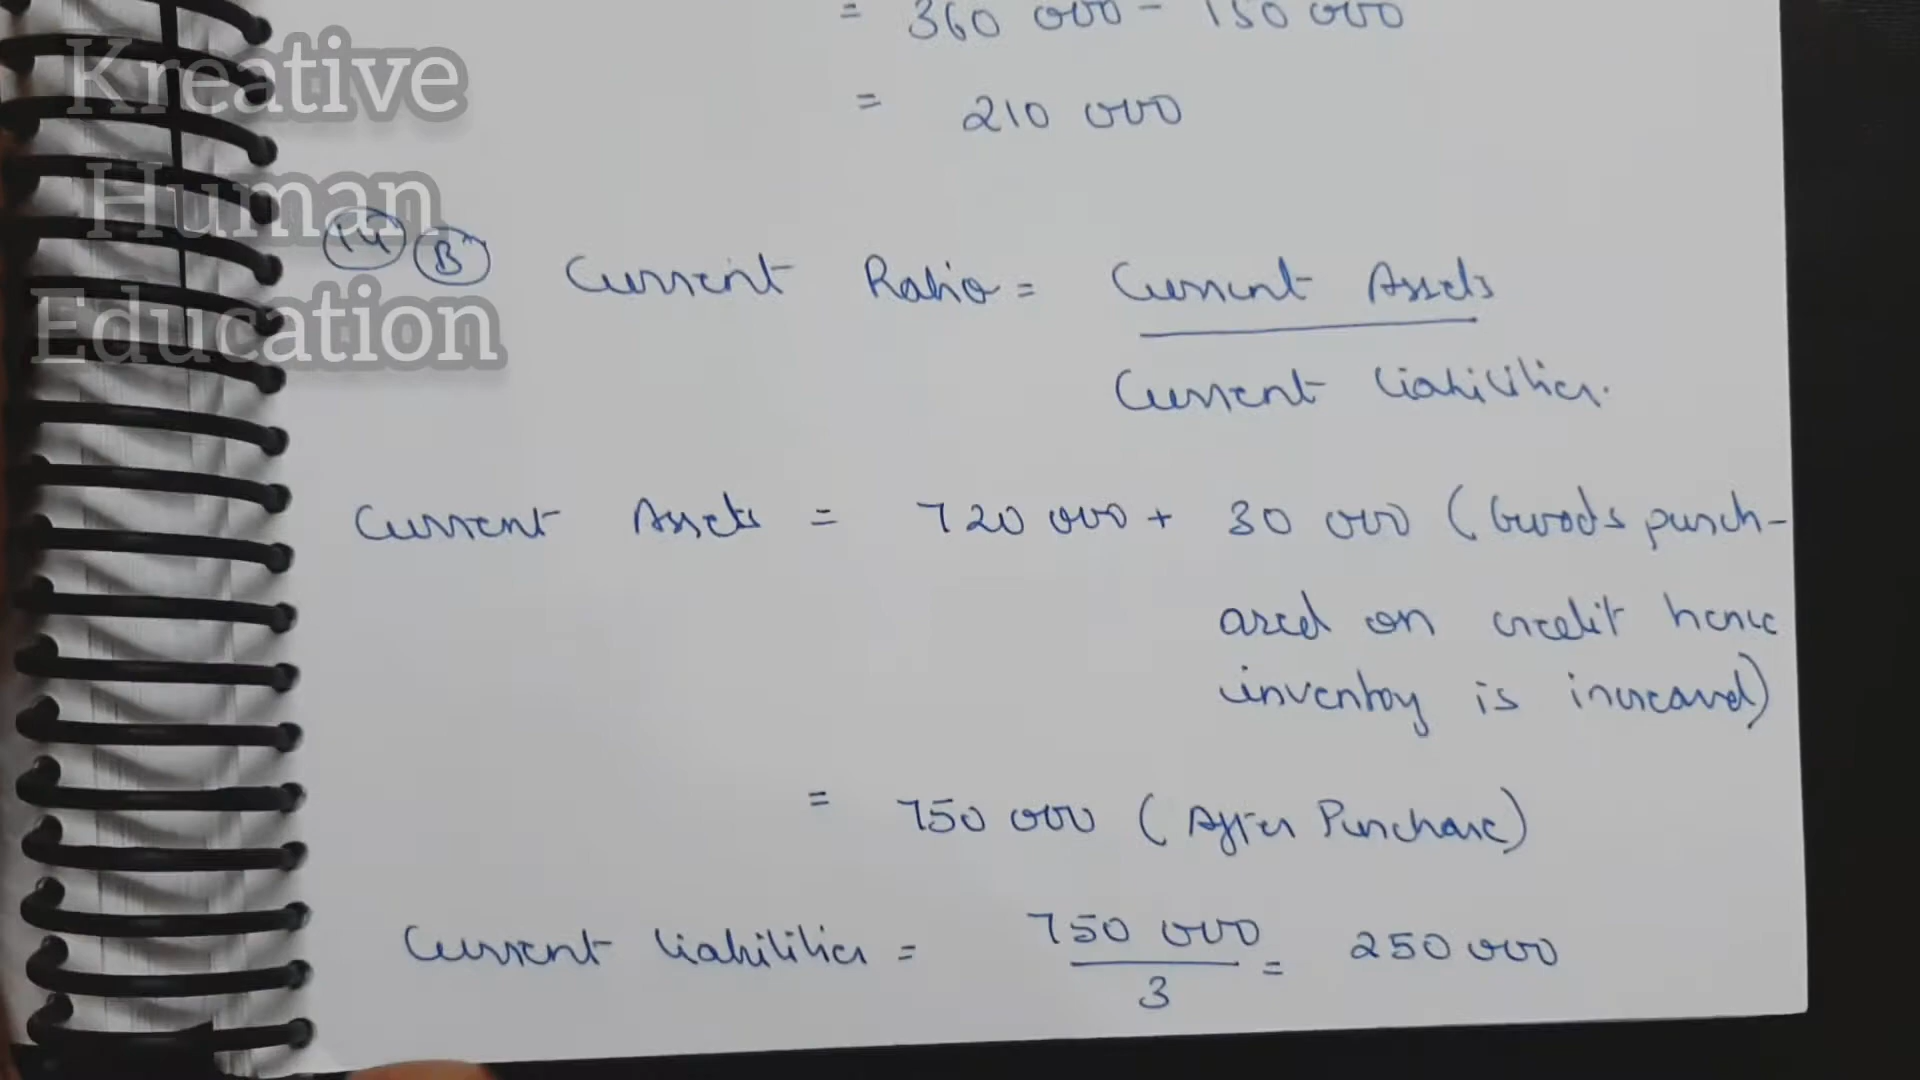 = 360 000 - 150 000
Kreative
= 210 000
Human
14 B Current Ratio = Current Assets
Education
Current Liabilities.
Current Assets = 720 000 + 30 000 (Goods purch-
ased on credit hence
inventory is increased)
= 750 000 (After Purchase)
Current Liabilities = 750 000 = 250 000
3